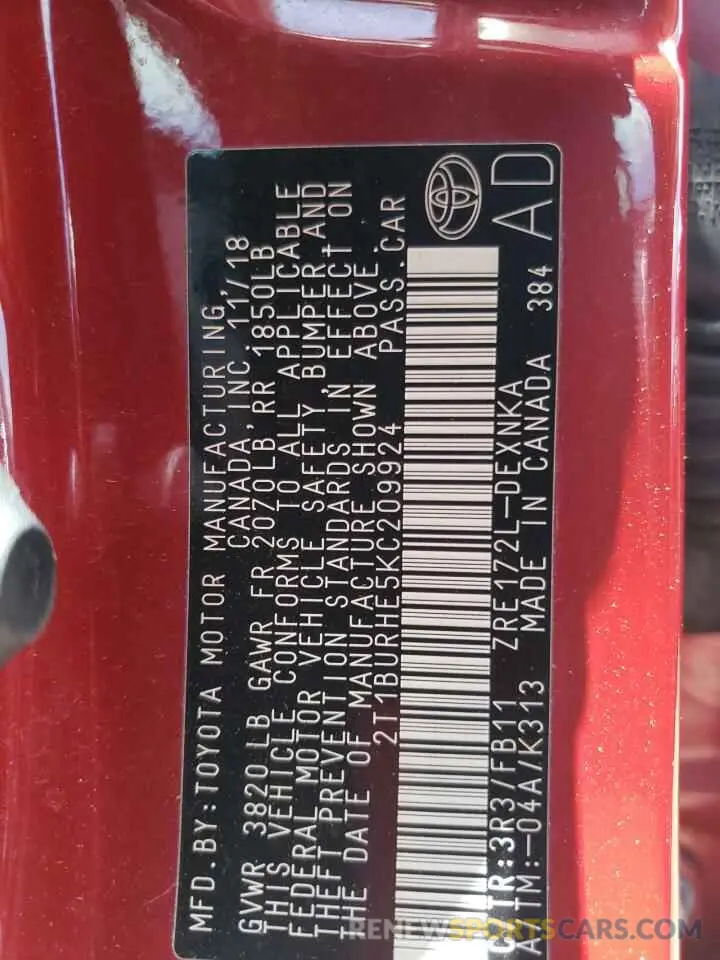 MFD. BY: TOYOTA MOTOR MANUFACTURING,
CANADA, INC. 11/18
GVWR 3820 LB GAWR FR 2070LB, RR 1850LB
THIS VEHICLE CONFORMS TO ALL APPLICABLE
FEDERAL MOTOR VEHICLE SAFETY, BUMPER, AND
THEFT PREVENTION STANDARDS IN EFFECT ON
THE DATE OF MANUFACTURE SHOWN ABOVE.
2T1BURHE5KC209924 PASS. CAR
C/TR: 3R3/FB11 ZRE172L-DEXNKA AD
A/TM:-04A/K313 MADE IN CANADA 384
RENEWSPORTSCARS.COM